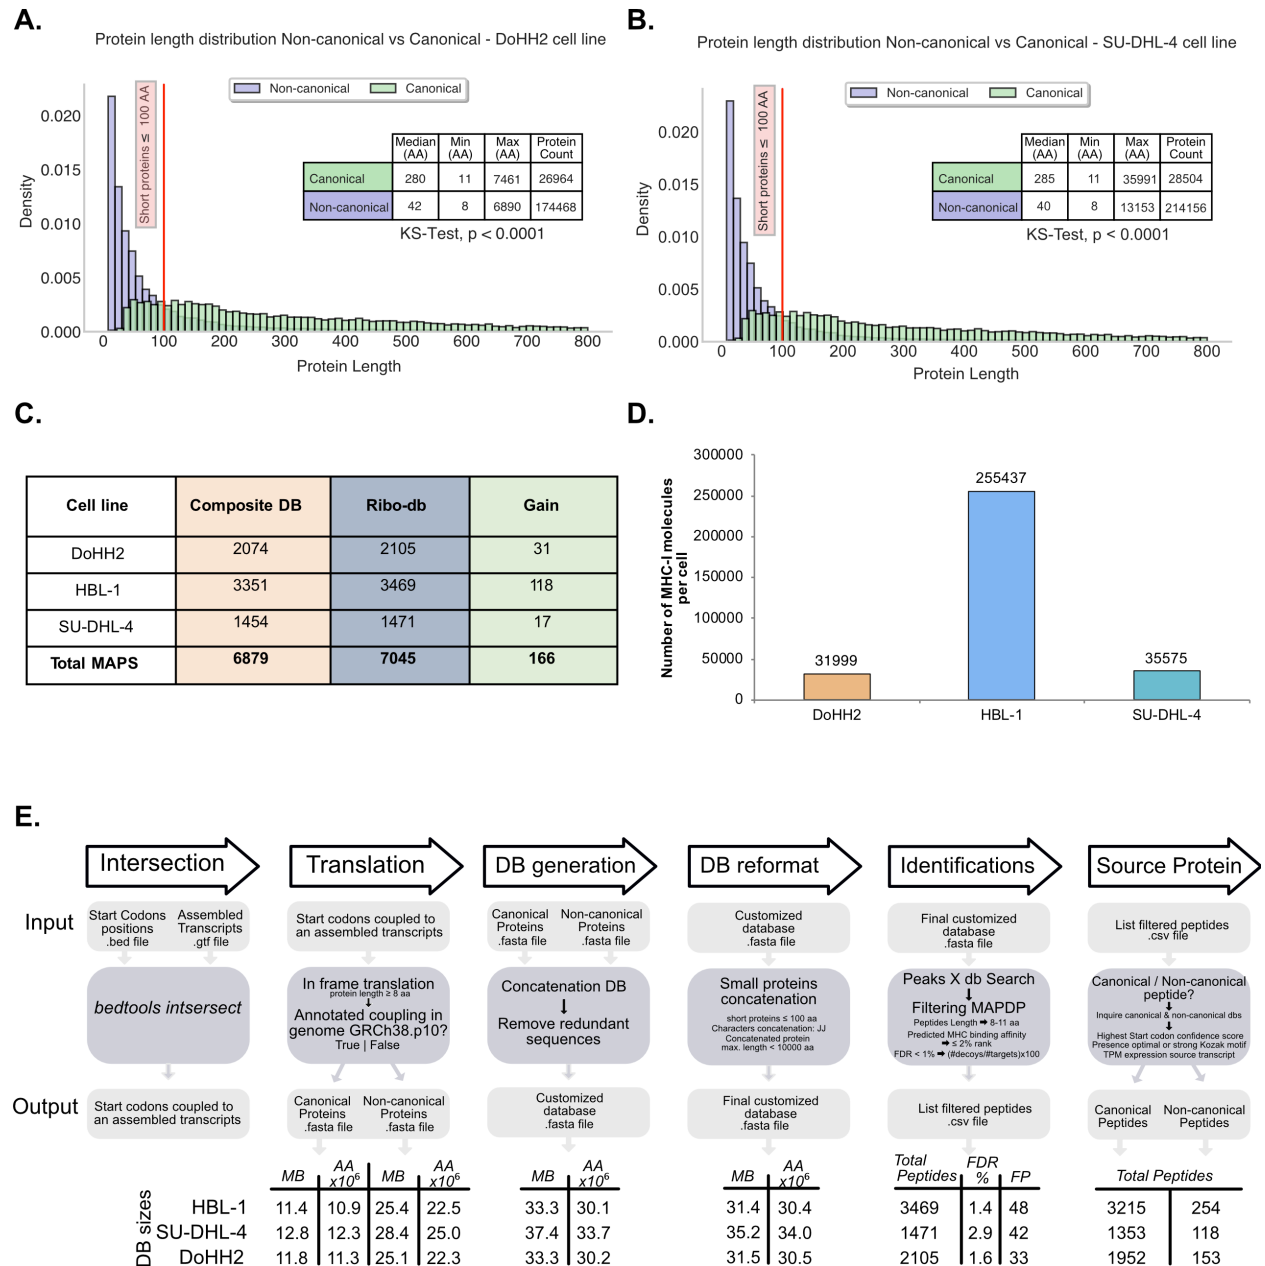 A.
Protein length distribution Non-canonical vs Canonical - DoHH2 cell line
Non-canonical Canonical
Short proteins ≤ 100 AA
Density
0.020
0.015
0.010
0.005
0.000
Median (AA) Min (AA) Max (AA) Protein Count
Canonical 280 11 7461 26964
Non-canonical 42 8 6890 174468
KS-Test, p < 0.0001
0 100 200 300 400 500 600 700 800
Protein Length
B.
Protein length distribution Non-canonical vs Canonical - SU-DHL-4 cell line
Non-canonical Canonical
Short proteins ≤ 100 AA
Density
0.020
0.015
0.010
0.005
0.000
Median (AA) Min (AA) Max (AA) Protein Count
Canonical 285 11 35991 28504
Non-canonical 40 8 13153 214156
KS-Test, p < 0.0001
0 100 200 300 400 500 600 700 800
Protein Length
C.
Cell line Composite DB Ribo-db Gain
DoHH2 2074 2105 31
HBL-1 3351 3469 118
SU-DHL-4 1454 1471 17
Total MAPS 6879 7045 166
D.
Number of MHC-I molecules
per cell
300000
250000
200000
150000
100000
50000
0
31999
255437
35575
DoHH2 HBL-1 SU-DHL-4
E.
Intersection Translation DB generation DB reformat Identifications Source Protein
Input
Start Codons
positions
.bed file
Assembled
Transcripts
.gtf file
bedtools intsersect
Start codons coupled to
an assembled transcripts
Start codons coupled to
an assembled transcripts
In frame translation
protein length ≥ 8 aa
Annotated coupling in
genome GRCh38.p10?
True | False
Canonical
Proteins
.fasta file
Non-canonical
Proteins
.fasta file
Canonical
Proteins
.fasta file
Non-canonical
Proteins
.fasta file
Concatenation DB
Remove redundant
sequences
Customized
database
.fasta file
Customized
database
.fasta file
Small proteins
concatenation
short proteins ≤ 100 aa
Characters concatenation: JJ
Concatenated protein
max. length < 10000 aa
Final customized
database
.fasta file
Final customized
database
.fasta file
Peaks X db Search
Filtering MAPDP
Peptides Length ➡ 8-11 aa
Predicted MHC binding affinity
➡ ≤ 2% rank
FDR < 1% ➡ (#decoys/#targets)x100
List filtered peptides
.csv file
List filtered peptides
.csv file
Canonical / Non-canonical
peptide?
Inquire canonical & non-canonical dbs
Highest Start codon confidence score
Presence optimal or strong Kozak motif
TPM expression source transcript
Canonical
Peptides
Non-canonical
Peptides
Output
DB sizes
MB AA x10⁶ MB AA x10⁶ MB AA x10⁶ MB AA x10⁶ Total Peptides FDR % FP Total Peptides
HBL-1 11.4 10.9 25.4 22.5 33.3 30.1 31.4 30.4 3469 1.4 48 3215 254
SU-DHL-4 12.8 12.3 28.4 25.0 37.4 33.7 35.2 34.0 1471 2.9 42 1353 118
DoHH2 11.8 11.3 25.1 22.3 33.3 30.2 31.5 30.5 2105 1.6 33 1952 153